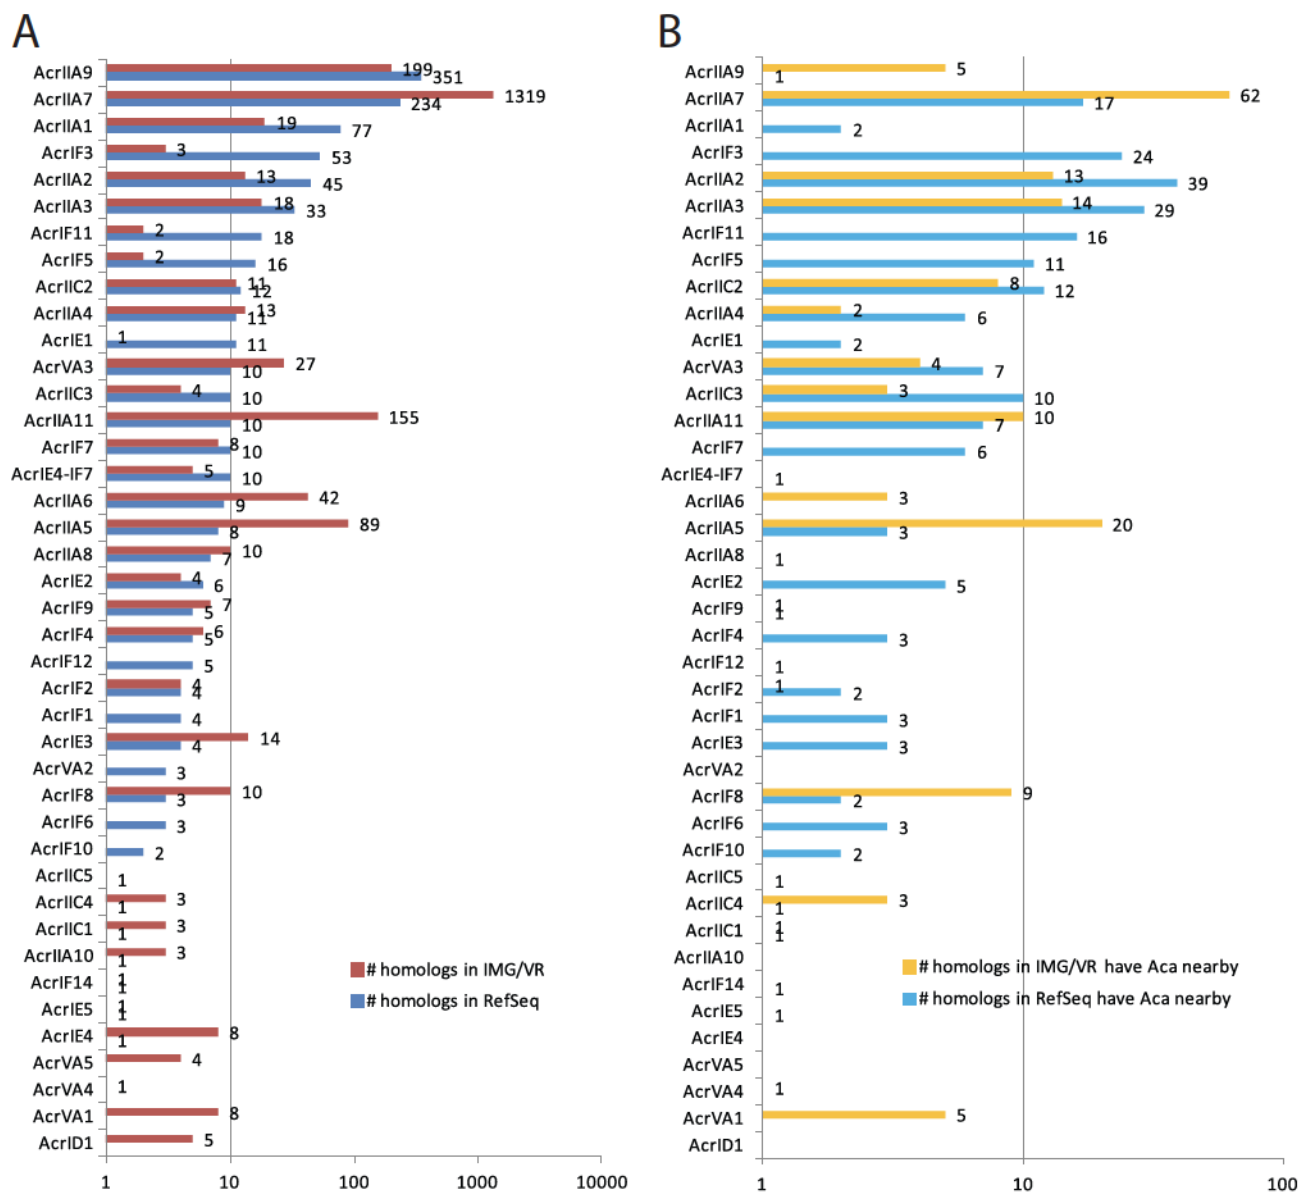 A
AcrIIA9 199 351
AcrIIA7 1319 234
AcrIIA1 19 77
AcrIF3 3 53
AcrIIA2 13 45
AcrIIA3 18 33
AcrIF11 2 18
AcrIF5 2 16
AcrIIC2 11 12
AcrIIA4 13 11
AcrIE1 1 11
AcrVA3 27 10
AcrIIC3 4 10
AcrIIA11 155 10
AcrIF7 8 10
AcrIE4-IF7 5 10
AcrIIA6 42 9
AcrIIA5 89 8
AcrIIA8 10 7
AcrIE2 4 6
AcrIF9 7 5
AcrIF4 6 5
AcrIF12 5
AcrIF2 4 4
AcrIF1 4
AcrIE3 14 4
AcrVA2 3
AcrIF8 10 3
AcrIF6 3
AcrIF10 2
AcrIIC5 1
AcrIIC4 3 1
AcrIIC1 3 1
AcrIIA10 3 1
AcrIF14 1 1
AcrIE5 1 1
AcrIE4 8 1
AcrVA5 4
AcrVA4 1
AcrVA1 8
AcrID1 5
# homologs in IMG/VR
# homologs in RefSeq
1 10 100 1000 10000
B
AcrIIA9 5 1
AcrIIA7 62 17
AcrIIA1 2
AcrIF3 24
AcrIIA2 13 39
AcrIIA3 14 29
AcrIF11 16
AcrIF5 11
AcrIIC2 8 12
AcrIIA4 2 6
AcrIE1 2
AcrVA3 4 7
AcrIIC3 3 10
AcrIIA11 10 7
AcrIF7 6
AcrIE4-IF7 1
AcrIIA6 3
AcrIIA5 20 3
AcrIIA8 1
AcrIE2 5
AcrIF9 1 1
AcrIF4 3
AcrIF12 1
AcrIF2 1 2
AcrIF1 3
AcrIE3 3
AcrVA2
AcrIF8 9 2
AcrIF6 3
AcrIF10 2
AcrIIC5 1
AcrIIC4 3 1
AcrIIC1 1 1
AcrIIA10
AcrIF14 1
AcrIE5 1
AcrIE4
AcrVA5
AcrVA4 1
AcrVA1 5
AcrID1
# homologs in IMG/VR have Aca nearby
# homologs in RefSeq have Aca nearby
1 10 100